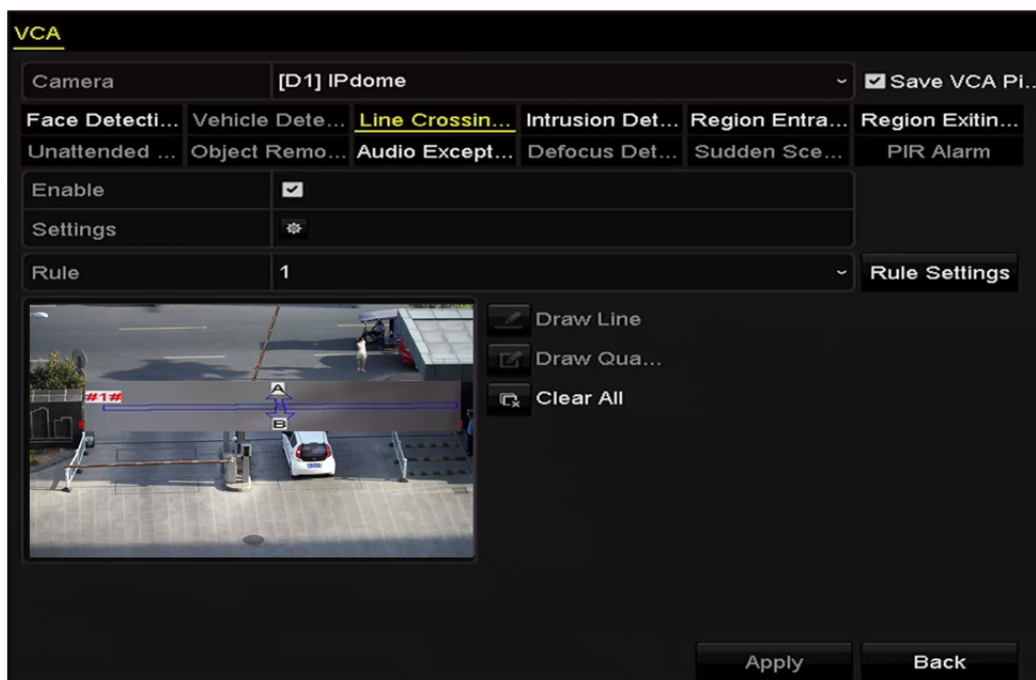 VCA
Camera [D1] IPdome Save VCA Pi...
Face Detecti... Vehicle Dete... Line Crossin... Intrusion Det... Region Entra... Region Exitin...
Unattended ... Object Remo... Audio Except... Defocus Det... Sudden Sce... PIR Alarm
Enable
Settings
Rule 1 Rule Settings
Draw Line
Draw Qua...
Clear All
#1#
A
B
Apply Back